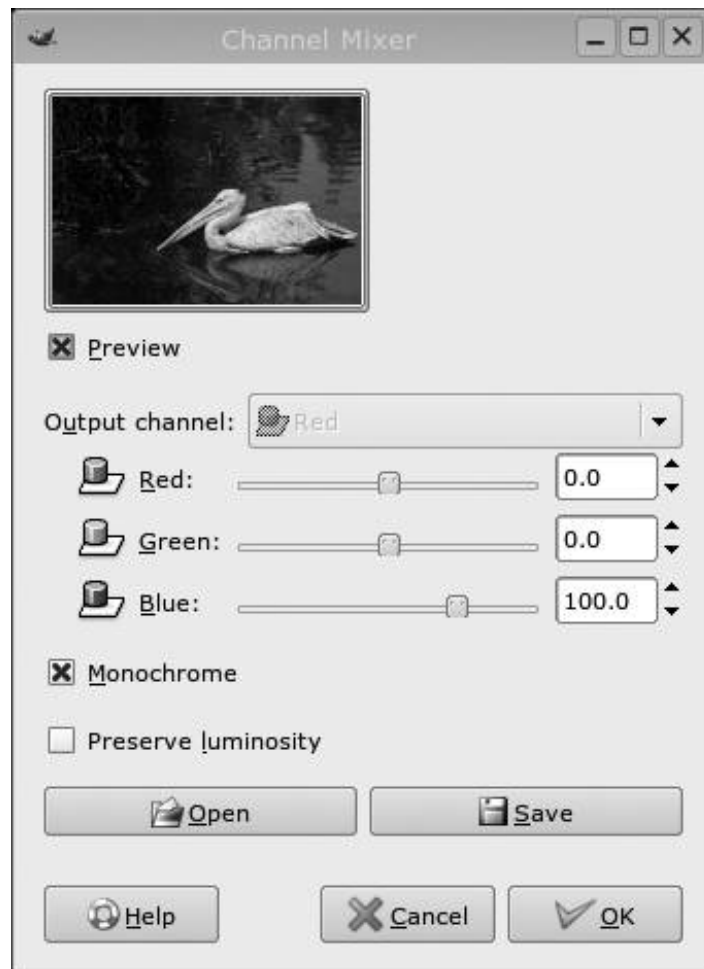 Channel Mixer
Preview
Output channel: Red
Red: 0.0
Green: 0.0
Blue: 100.0
Monochrome
Preserve luminosity
Open Save
Help Cancel OK